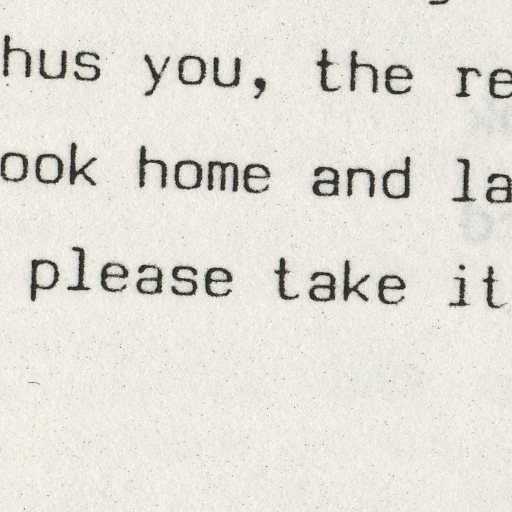 hus you, the re
ook home and la
please take it